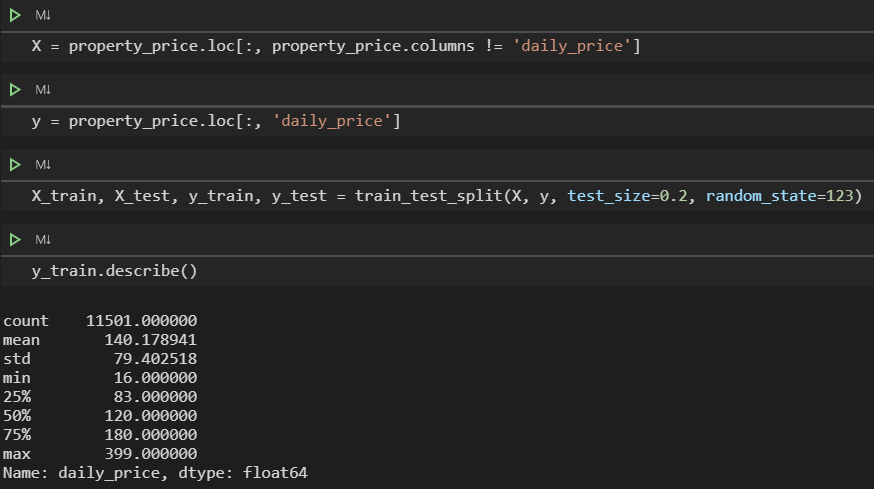 M↓
X = property_price.loc[:, property_price.columns != 'daily_price']
M↓
y = property_price.loc[:, 'daily_price']
M↓
X_train, X_test, y_train, y_test = train_test_split(X, y, test_size=0.2, random_state=123)
M↓
y_train.describe()
count    11501.000000
mean       140.178941
std         79.402518
min         16.000000
25%         83.000000
50%        120.000000
75%        180.000000
max        399.000000
Name: daily_price, dtype: float64